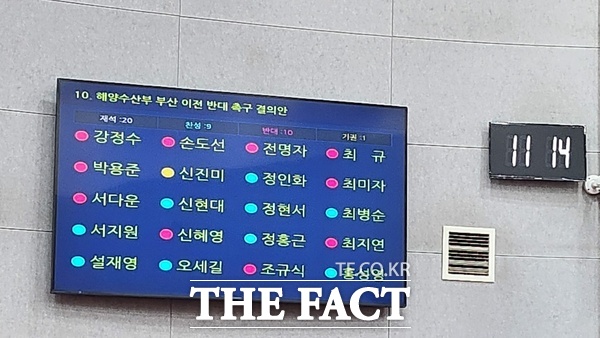 10. 해양수산부 부산 이전 반대 촉구 결의안
재석 :20 찬성 :9 반대 :10 기권 :1
강정수 손도선 전명자 최 규
박용준 신진미 정인화 최미자
서다운 신현대 정현서 최병순
서지원 신혜영 정홍근 최지연
설재영 오세길 조규식 홍성영
11 14
TF.CO.KR
THE FACT